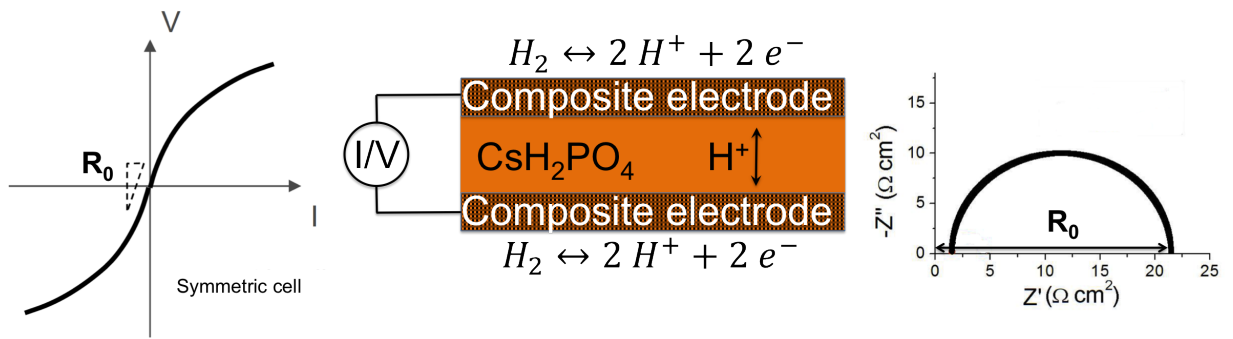 V
R₀
I
Symmetric cell
H₂ ↔ 2 H⁺ + 2 e⁻
Composite electrode
I/V
CsH₂PO₄ H⁺
Composite electrode
H₂ ↔ 2 H⁺ + 2 e⁻
-Z" (Ω cm²)
15
10
5
0
R₀
0 5 10 15 20 25
Z' (Ω cm²)